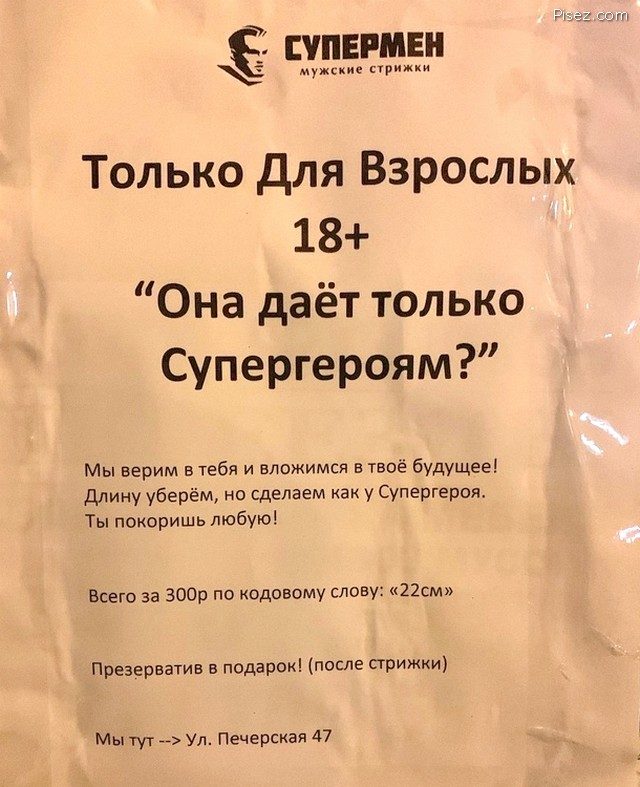 Pisez.com
СУПЕРМЕН
мужские стрижки
Только Для Взрослых
18+
“Она даёт только
Супергероям?”
Мы верим в тебя и вложимся в твоё будущее!
Длину уберём, но сделаем как у Супергероя.
Ты покоришь любую!
Всего за 300р по кодовому слову: «22см»
Презерватив в подарок! (после стрижки)
Мы тут --> Ул. Печерская 47